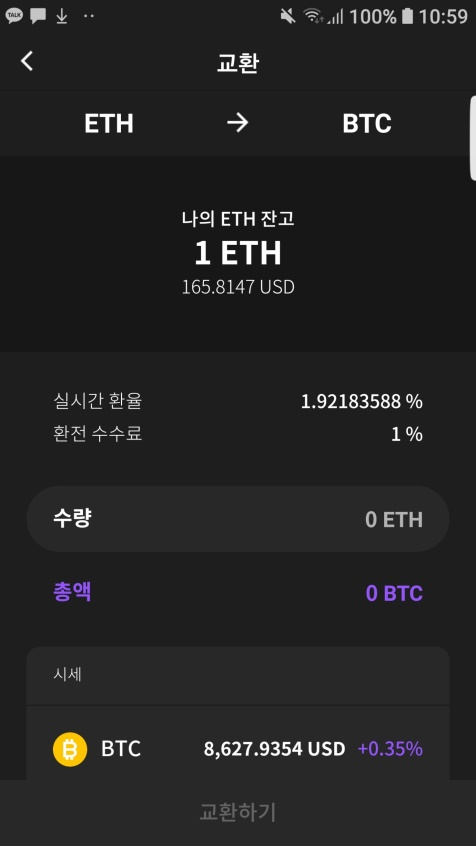 TALK 100% 10:59
교환
ETH → BTC
나의 ETH 잔고
1 ETH
165.8147 USD
실시간 환율 1.92183588 %
환전 수수료 1 %
수량 0 ETH
총액 0 BTC
시세
BTC 8,627.9354 USD +0.35%
교환하기